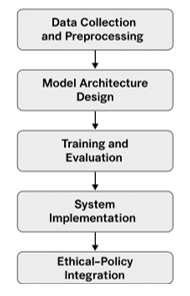 Data Collection
and Preprocessing
Model Architecture
Design
Training and
Evaluation
System
Implementation
Ethical–Policy
Integration